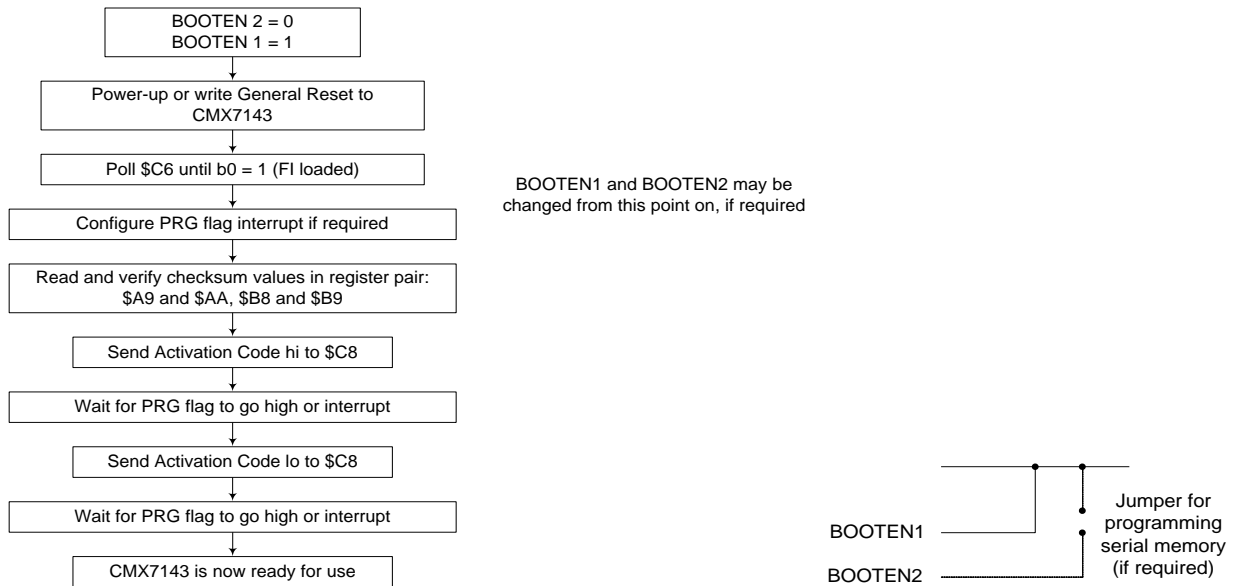 BOOTEN 2 = 0
BOOTEN 1 = 1
Power-up or write General Reset to
CMX7143
Poll $C6 until b0 = 1 (FI loaded)
BOOTEN1 and BOOTEN2 may be
changed from this point on, if required
Configure PRG flag interrupt if required
Read and verify checksum values in register pair:
$A9 and $AA, $B8 and $B9
Send Activation Code hi to $C8
Wait for PRG flag to go high or interrupt
Send Activation Code lo to $C8
Wait for PRG flag to go high or interrupt
CMX7143 is now ready for use
BOOTEN1
BOOTEN2
Jumper for
programming
serial memory
(if required)